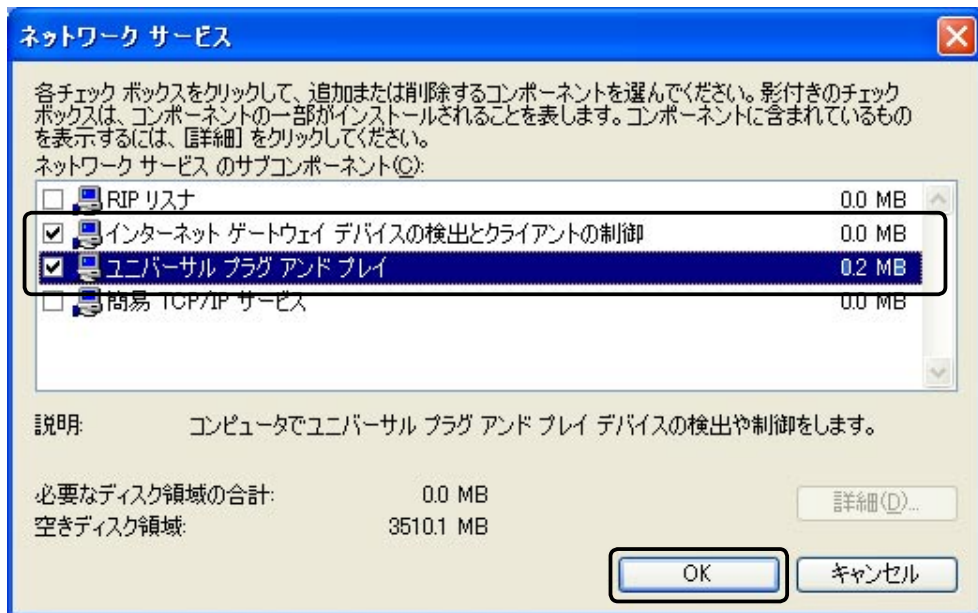 ネットワーク サービス
各チェック ボックスをクリックして、追加または削除するコンポーネントを選んでください。影付きのチェック
ボックスは、コンポーネントの一部がインストールされることを表します。コンポーネントに含まれているもの
を表示するには、[詳細] をクリックしてください。
ネットワーク サービス のサブコンポーネント(C):
RIP リスナ 0.0 MB
インターネット ゲートウェイ デバイスの検出とクライアントの制御 0.0 MB
ユニバーサル プラグ アンド プレイ 0.2 MB
簡易 TCP/IP サービス 0.0 MB
説明: コンピュータでユニバーサル プラグ アンド プレイ デバイスの検出や制御をします。
必要なディスク領域の合計: 0.0 MB
詳細(D)...
空きディスク領域: 3510.1 MB
OK キャンセル